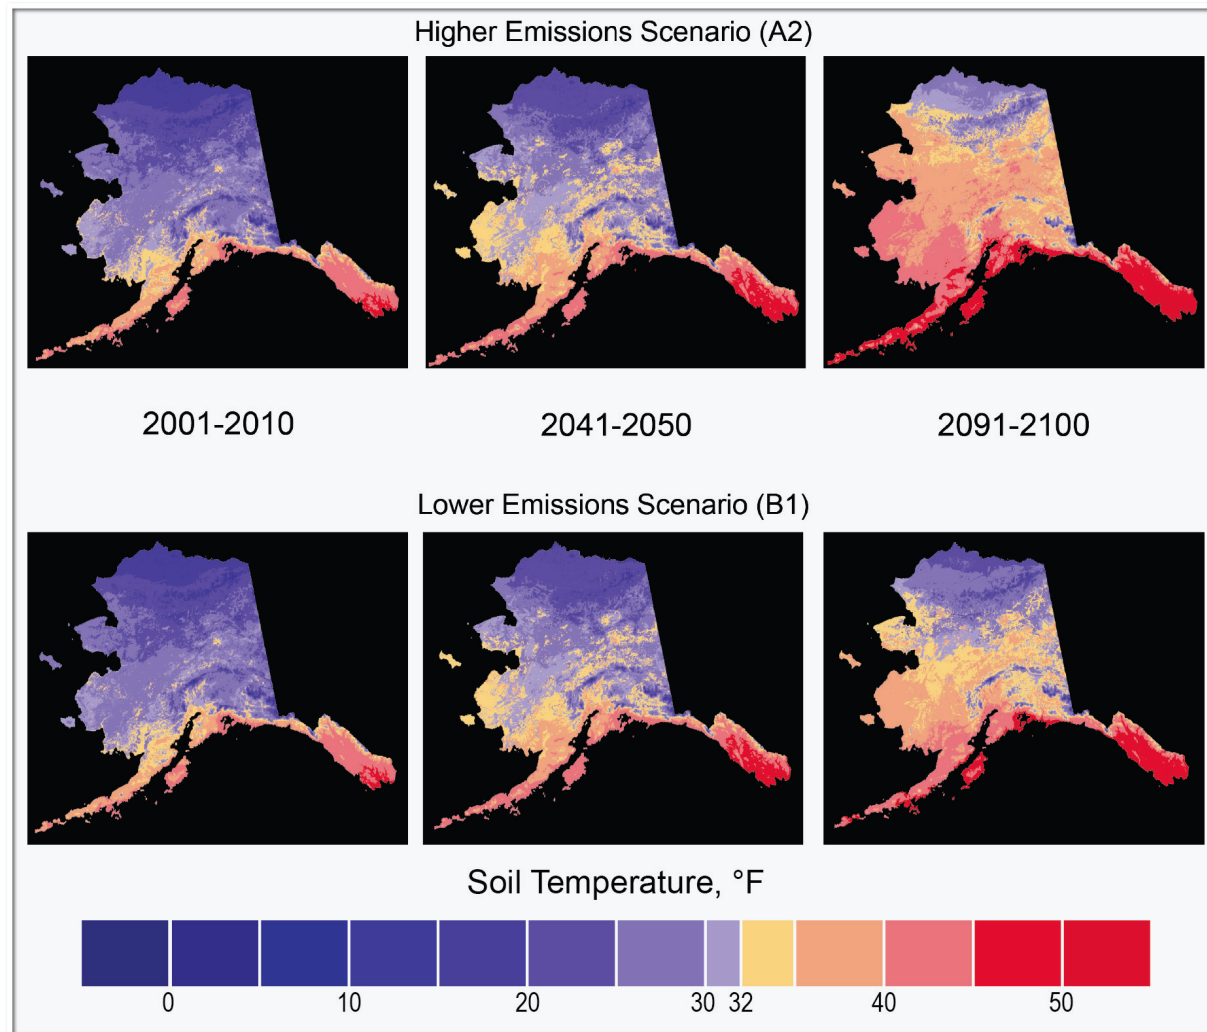 Higher Emissions Scenario (A2)
2001-2010 2041-2050 2091-2100
Lower Emissions Scenario (B1)
Soil Temperature, °F
0 10 20 30 32 40 50